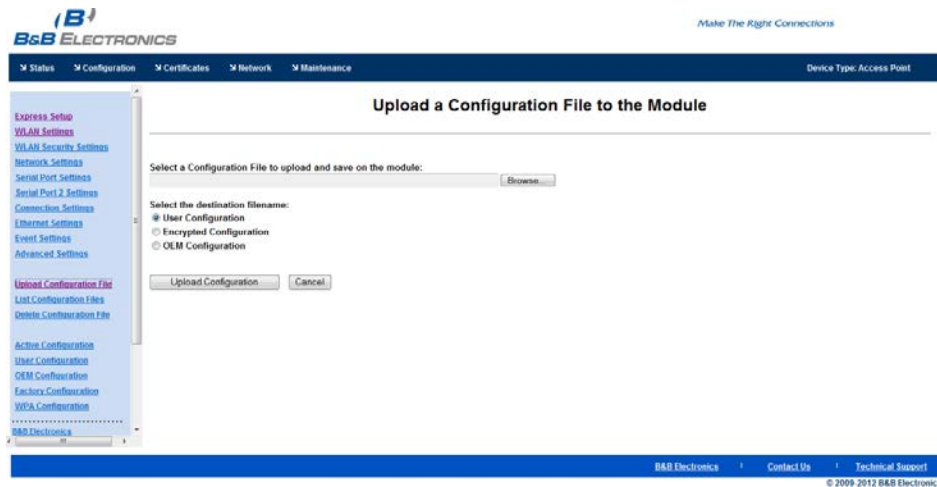 B&B ELECTRONICS
Make The Right Connections
Status Configuration Certificates Network Maintenance Device Type: Access Point
Express Setup
WLAN Settings
WLAN Security Settings
Network Settings
Serial Port Settings
Serial Port 2 Settings
Connection Settings
Ethernet Settings
Event Settings
Advanced Settings
Upload Configuration File
List Configuration Files
Delete Configuration File
Active Configuration
User Configuration
OEM Configuration
Factory Configuration
WPA Configuration
B&B Electronics
Upload a Configuration File to the Module
Select a Configuration File to upload and save on the module:
Browse...
Select the destination filename:
User Configuration
Encrypted Configuration
OEM Configuration
Upload Configuration Cancel
B&B Electronics Contact Us Technical Support
© 2009-2012 B&B Electronic